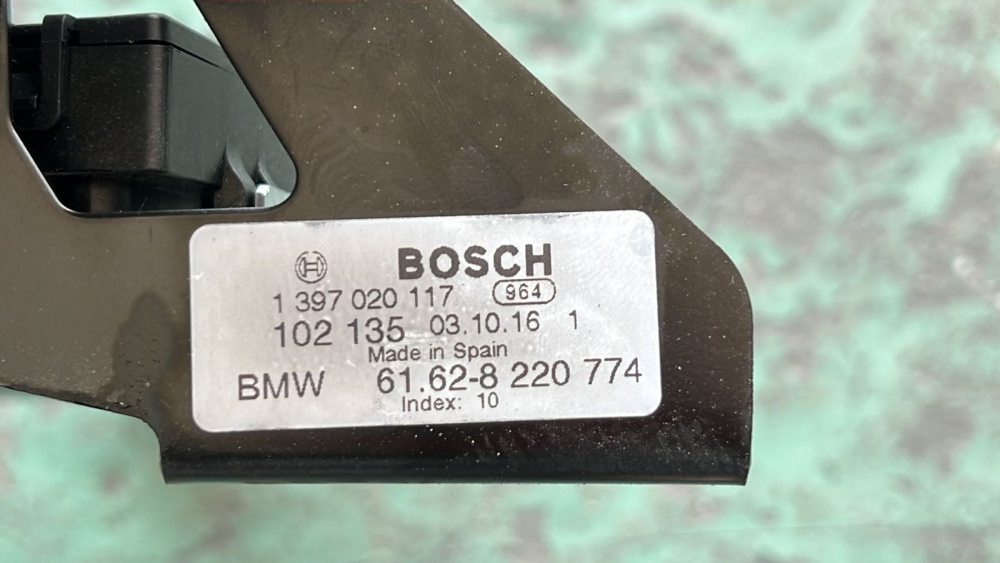 BOSCH
1 397 020 117 964
102 135 03.10.16 1
Made in Spain
BMW 61.62-8 220 774
Index: 10